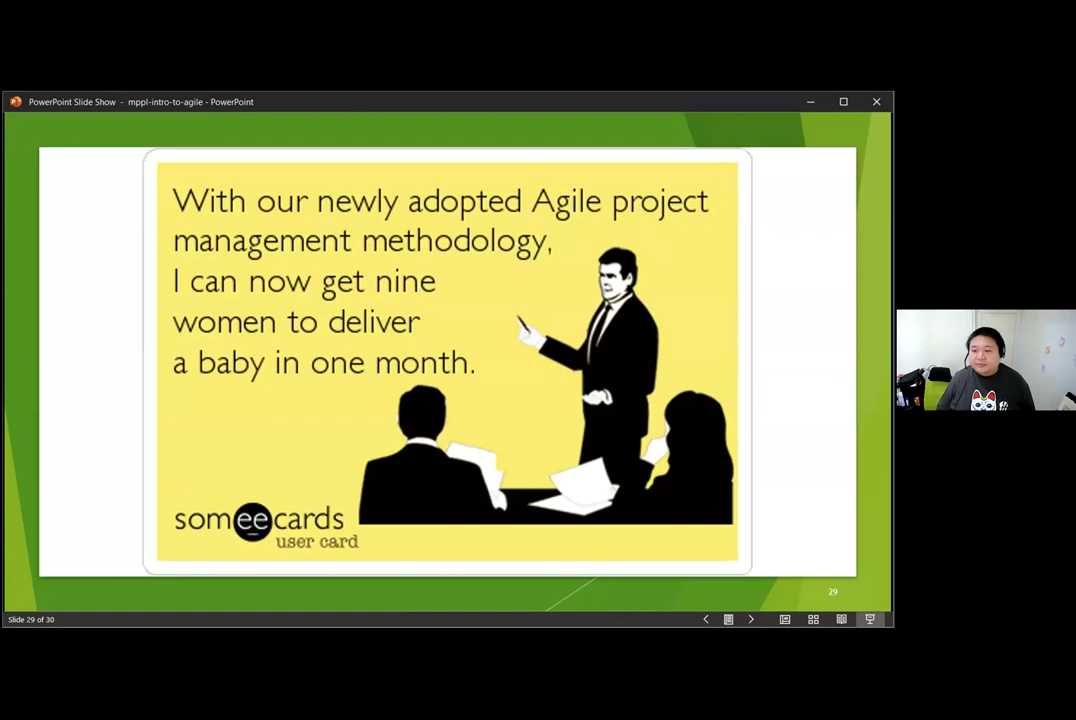 PowerPoint Slide Show - mppl-intro-to-agile - PowerPoint
With our newly adopted Agile project
management methodology,
I can now get nine
women to deliver
a baby in one month.
someecards
user card
29
Slide 29 of 30